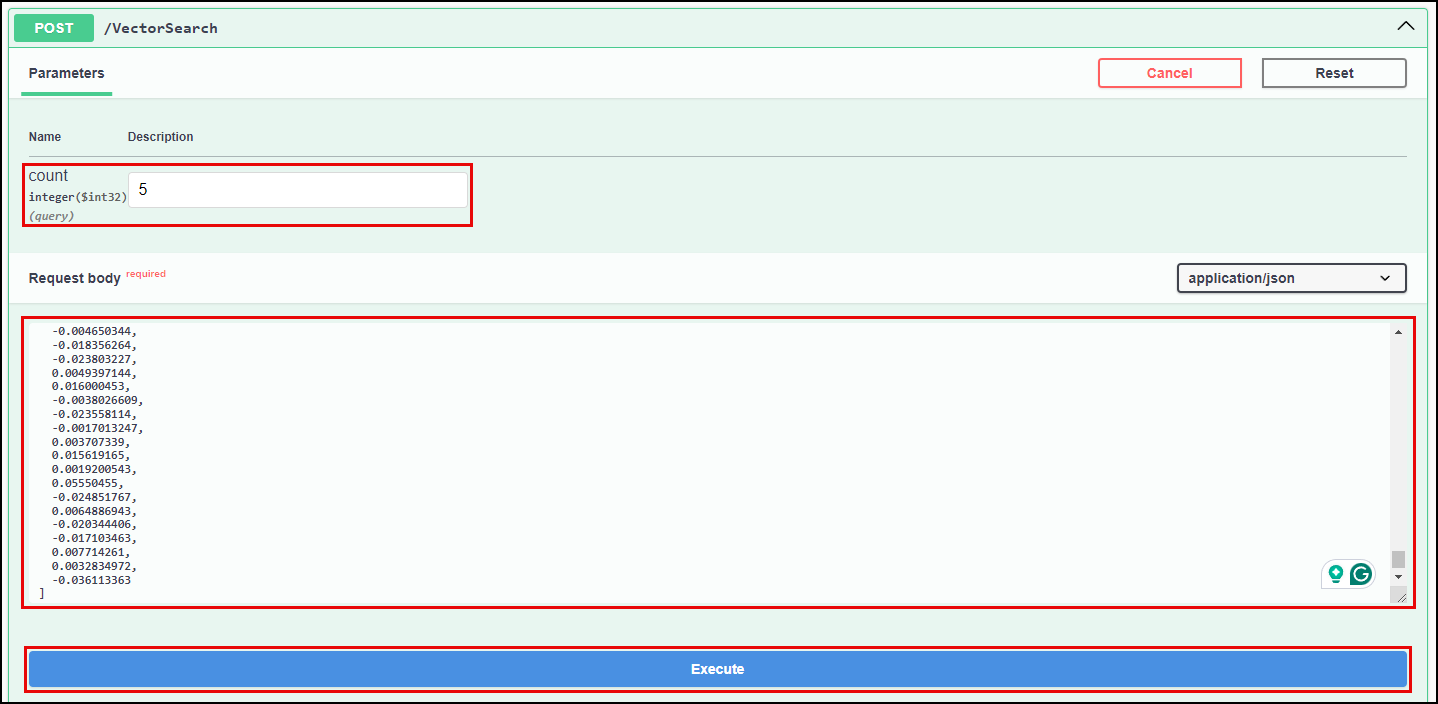 POST /VectorSearch
Parameters Cancel Reset
Name Description
count
integer($int32) 5
(query)
Request body required application/json
-0.004650344,
-0.018356264,
-0.023803227,
0.0049397144,
0.016000453,
-0.0038026609,
-0.023558114,
-0.0017013247,
0.003707339,
0.015619165,
0.0019200543,
0.05550455,
-0.024851767,
0.0064886943,
-0.020344406,
-0.017103463,
0.007714261,
0.0032834972,
-0.036113363
]
Execute